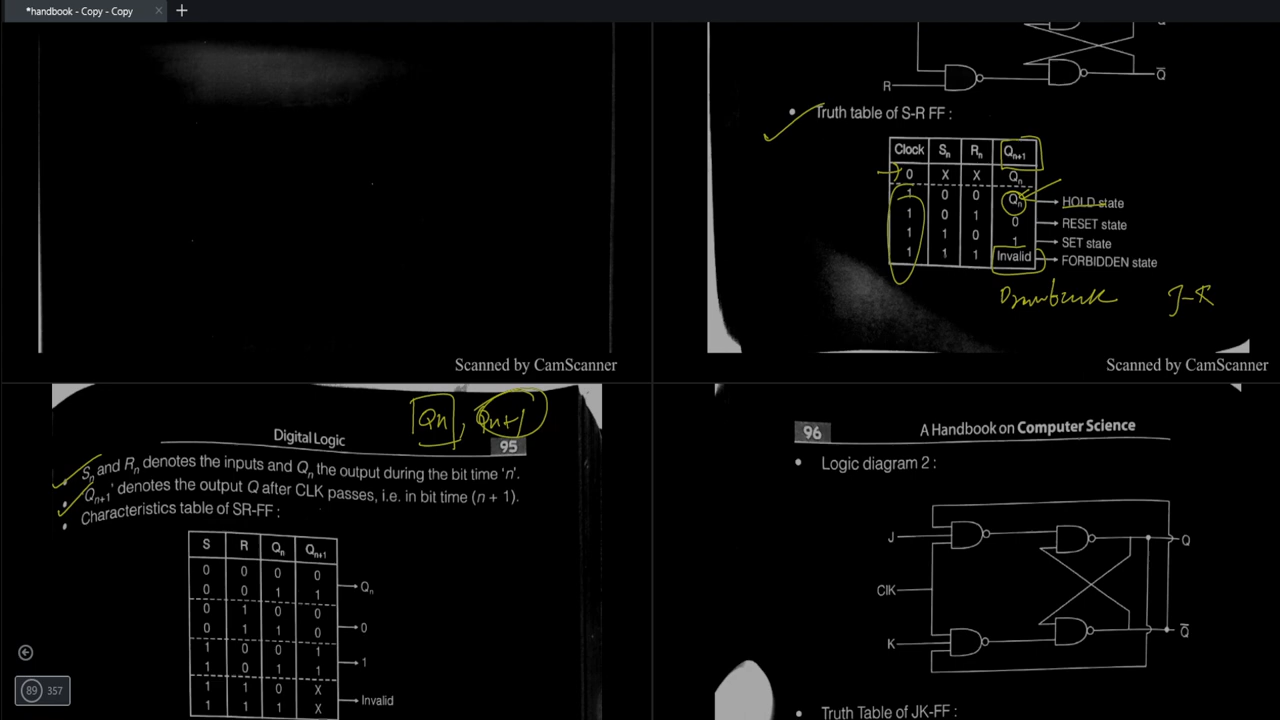 *handbook - Copy - Copy
Scanned by CamScanner
Q̅
R
• Truth table of S-R FF :
Clock Sn Rn Qn+1
0 X X Qn
1 0 0 Qn → HOLD state
1 0 1 0 → RESET state
1 1 0 1 → SET state
1 1 1 Invalid → FORBIDDEN state
J-K
Scanned by CamScanner
Qn, Qn+1
Digital Logic
95
• Sn and Rn denotes the inputs and Qn the output during the bit time 'n'.
• Qn+1' denotes the output Q after CLK passes, i.e. in bit time (n + 1).
• Characteristics table of SR-FF :
S R Qn Qn+1
0 0 0 0
0 0 1 1
→ Qn
0 1 0 0
0 1 1 0
→ 0
1 0 0 1
1 0 1 1
→ 1
1 1 0 X
1 1 1 X
→ Invalid
89 357
96
A Handbook on Computer Science
• Logic diagram 2 :
J
Q
ClK
K
Q̅
• Truth Table of JK-FF :